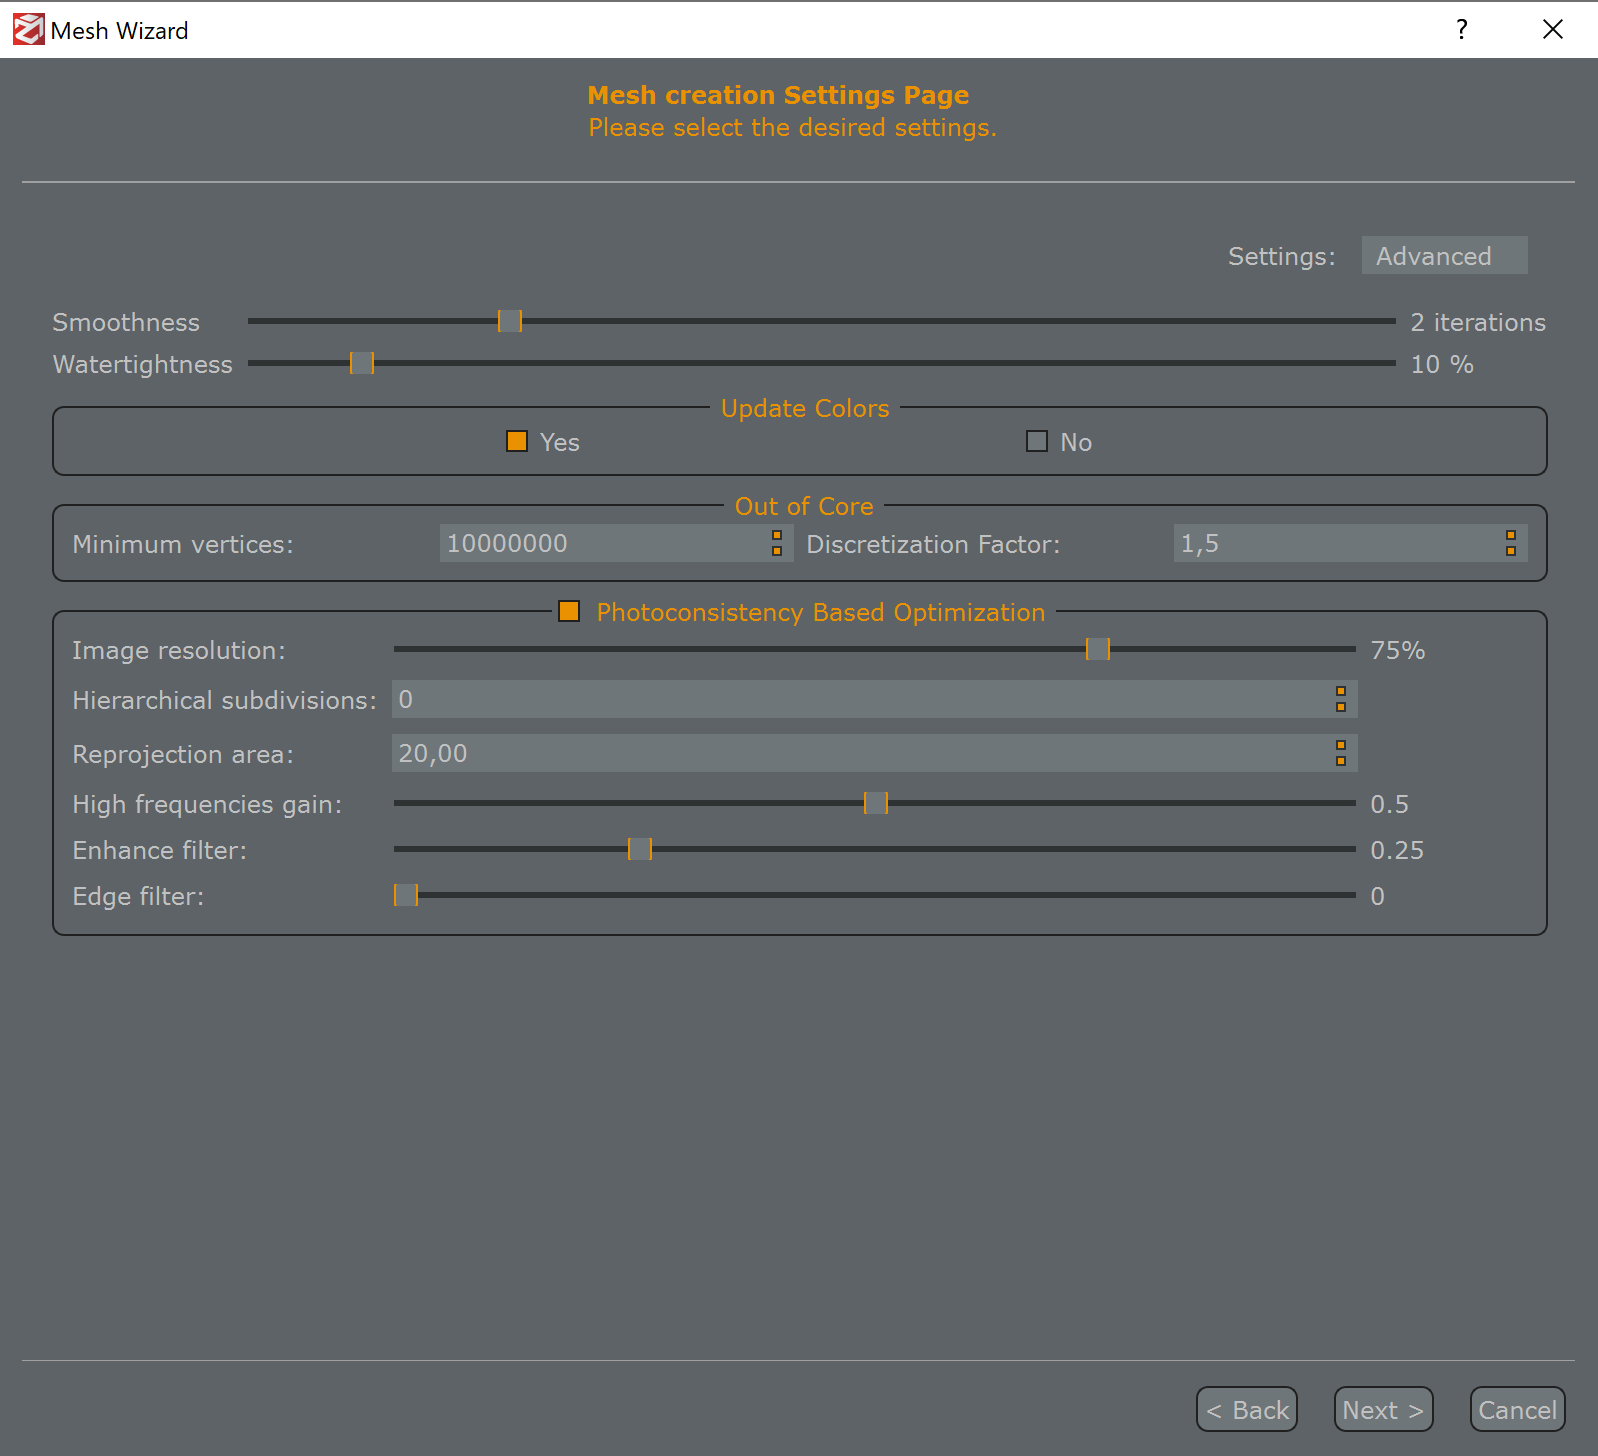 Mesh Wizard
?
Mesh creation Settings Page
Please select the desired settings.
Settings: Advanced
Smoothness 2 iterations
Watertightness 10 %
Update Colors
Yes No
Out of Core
Minimum vertices: 10000000 Discretization Factor: 1,5
Photoconsistency Based Optimization
Image resolution: 75%
Hierarchical subdivisions: 0
Reprojection area: 20,00
High frequencies gain: 0.5
Enhance filter: 0.25
Edge filter: 0
< Back Next > Cancel